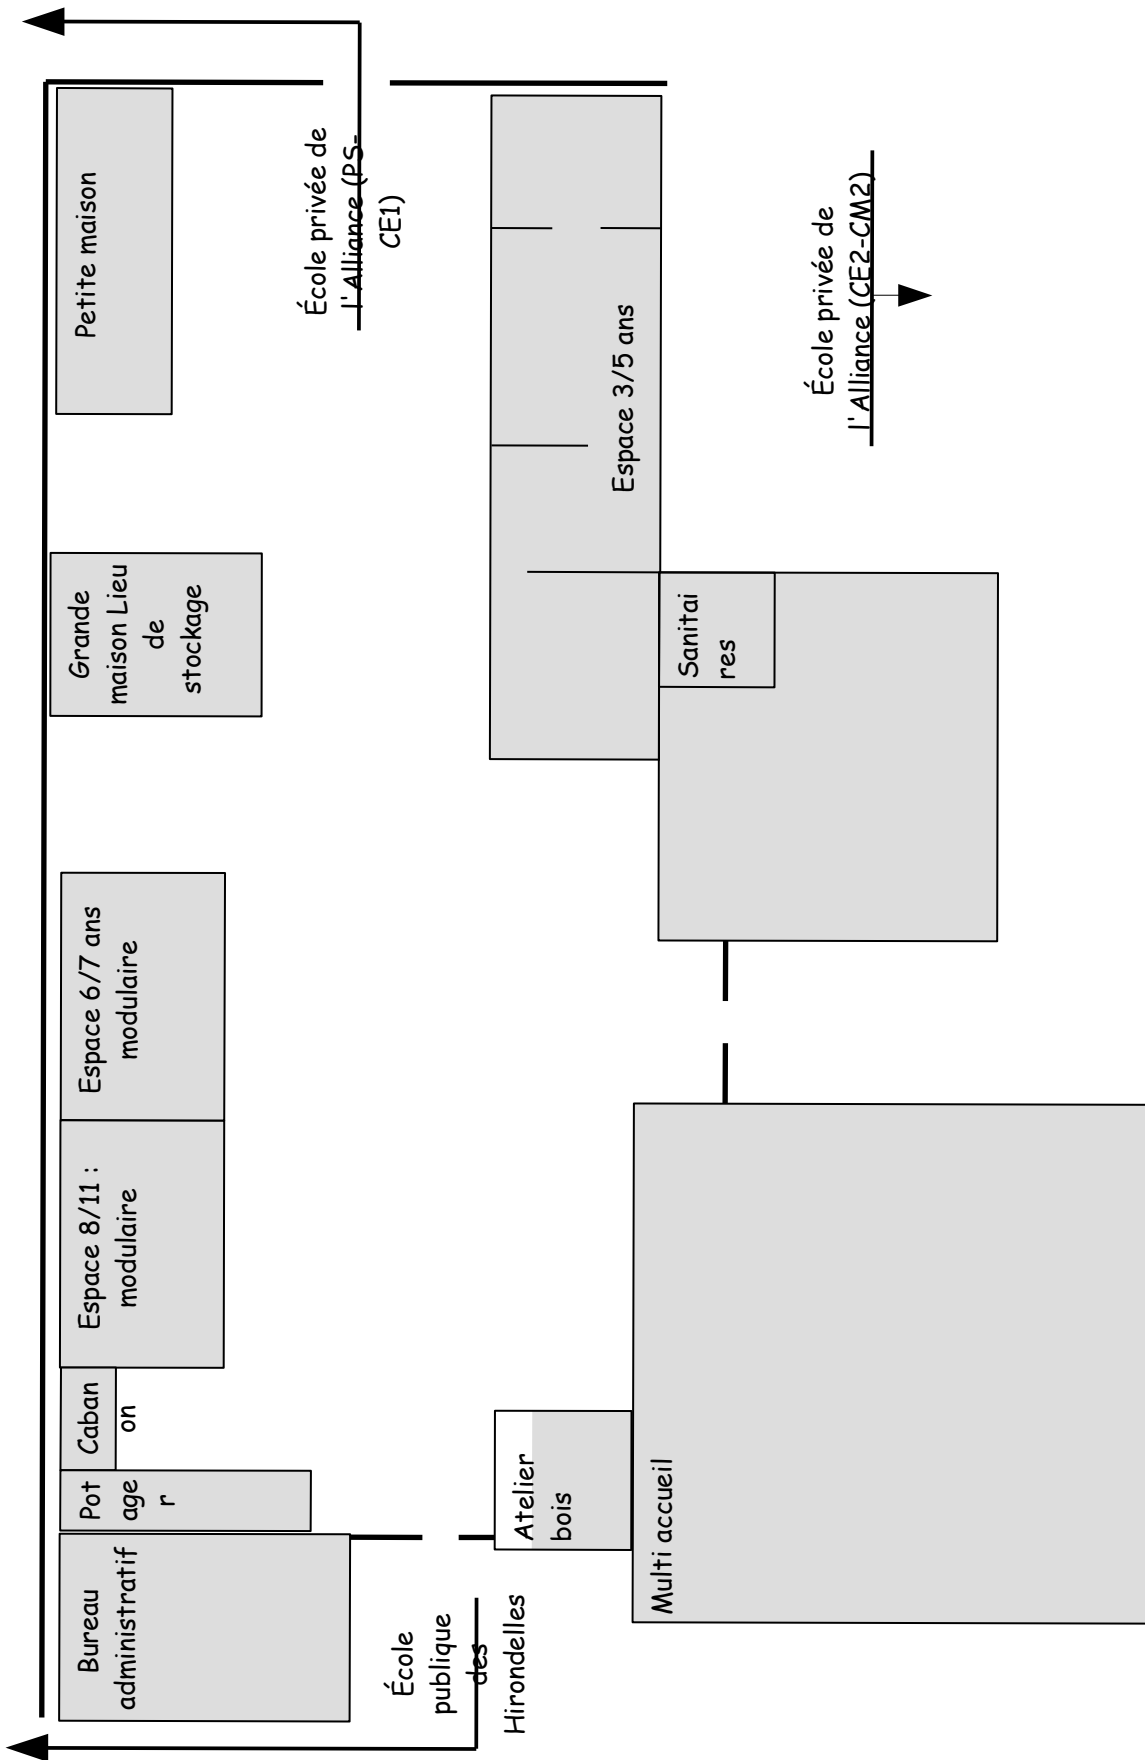 Bureau
administratif
Pot
age
r
Caban
on
Espace 8/11 :
modulaire
Espace 6/7 ans
modulaire
Grande
maison Lieu
de
stockage
Petite maison
École
publique
des
Hirondelles
École privée de
l'Alliance (PS-
CE1)
Atelier
bois
Espace 3/5 ans
Multi accueil
Sanitai
res
École privée de
l'Alliance (CE2-CM2)